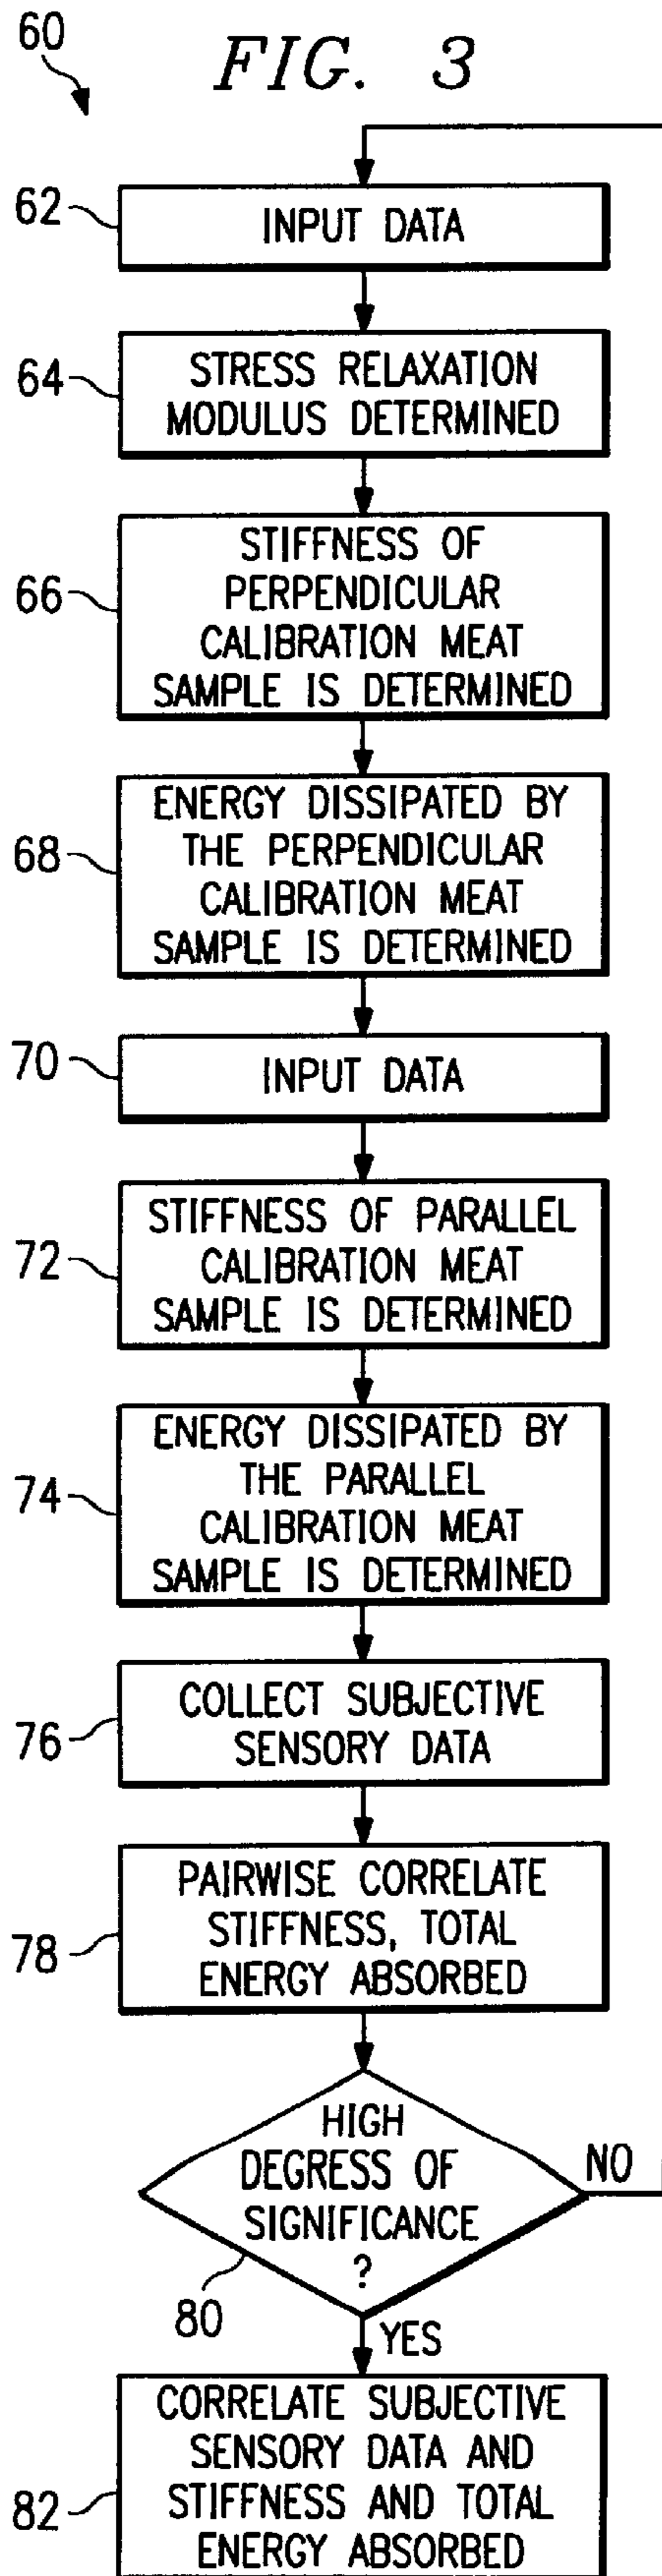 60
FIG. 3
62
INPUT DATA
64
STRESS RELAXATION
MODULUS DETERMINED
66
STIFFNESS OF
PERPENDICULAR
CALIBRATION MEAT
SAMPLE IS DETERMINED
68
ENERGY DISSIPATED BY
THE PERPENDICULAR
CALIBRATION MEAT
SAMPLE IS DETERMINED
70
INPUT DATA
72
STIFFNESS OF PARALLEL
CALIBRATION MEAT
SAMPLE IS DETERMINED
74
ENERGY DISSIPATED BY
THE PARALLEL
CALIBRATION MEAT
SAMPLE IS DETERMINED
76
COLLECT SUBJECTIVE
SENSORY DATA
78
PAIRWISE CORRELATE
STIFFNESS, TOTAL
ENERGY ABSORBED
HIGH
DEGRESS OF
SIGNIFICANCE
?
NO
80
YES
82
CORRELATE SUBJECTIVE
SENSORY DATA AND
STIFFNESS AND TOTAL
ENERGY ABSORBED